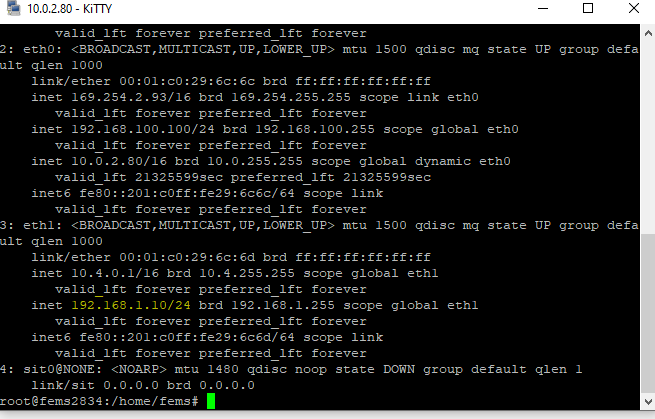 10.0.2.80 - KiTTY
valid_lft forever preferred_lft forever
2: eth0: <BROADCAST,MULTICAST,UP,LOWER_UP> mtu 1500 qdisc mq state UP group defa
ult qlen 1000
link/ether 00:01:c0:29:6c:6c brd ff:ff:ff:ff:ff:ff
inet 169.254.2.93/16 brd 169.254.255.255 scope link eth0
valid_lft forever preferred_lft forever
inet 192.168.100.100/24 brd 192.168.100.255 scope global eth0
valid_lft forever preferred_lft forever
inet 10.0.2.80/16 brd 10.0.255.255 scope global dynamic eth0
valid_lft 21325599sec preferred_lft 21325599sec
inet6 fe80::201:c0ff:fe29:6c6c/64 scope link
valid_lft forever preferred_lft forever
3: eth1: <BROADCAST,MULTICAST,UP,LOWER_UP> mtu 1500 qdisc mq state UP group defa
ult qlen 1000
link/ether 00:01:c0:29:6c:6d brd ff:ff:ff:ff:ff:ff
inet 10.4.0.1/16 brd 10.4.255.255 scope global eth1
valid_lft forever preferred_lft forever
inet 192.168.1.10/24 brd 192.168.1.255 scope global eth1
valid_lft forever preferred_lft forever
inet6 fe80::201:c0ff:fe29:6c6d/64 scope link
valid_lft forever preferred_lft forever
4: sit0@NONE: <NOARP> mtu 1480 qdisc noop state DOWN group default qlen 1
link/sit 0.0.0.0 brd 0.0.0.0
root@fems2834:/home/fems#